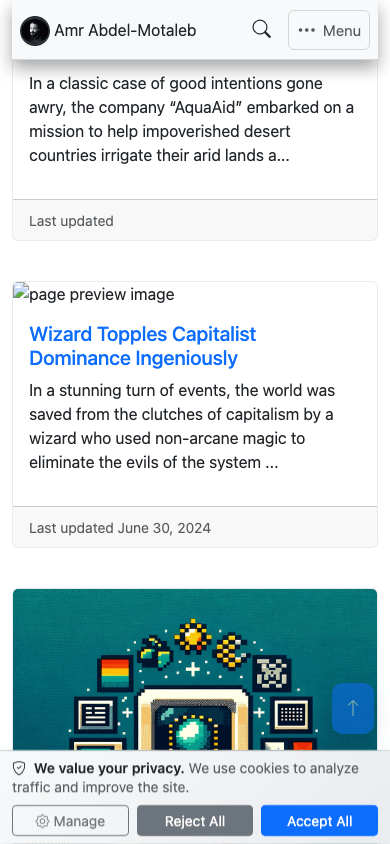 Amr Abdel-Motaleb
Menu
In a classic case of good intentions gone
awry, the company “AquaAid” embarked on a
mission to help impoverished desert
countries irrigate their arid lands a...
Last updated
page preview image
Wizard Topples Capitalist
Dominance Ingeniously
In a stunning turn of events, the world was
saved from the clutches of capitalism by a
wizard who used non-arcane magic to
eliminate the evils of the system ...
Last updated June 30, 2024
We value your privacy. We use cookies to analyze
traffic and improve the site.
Manage
Reject All
Accept All